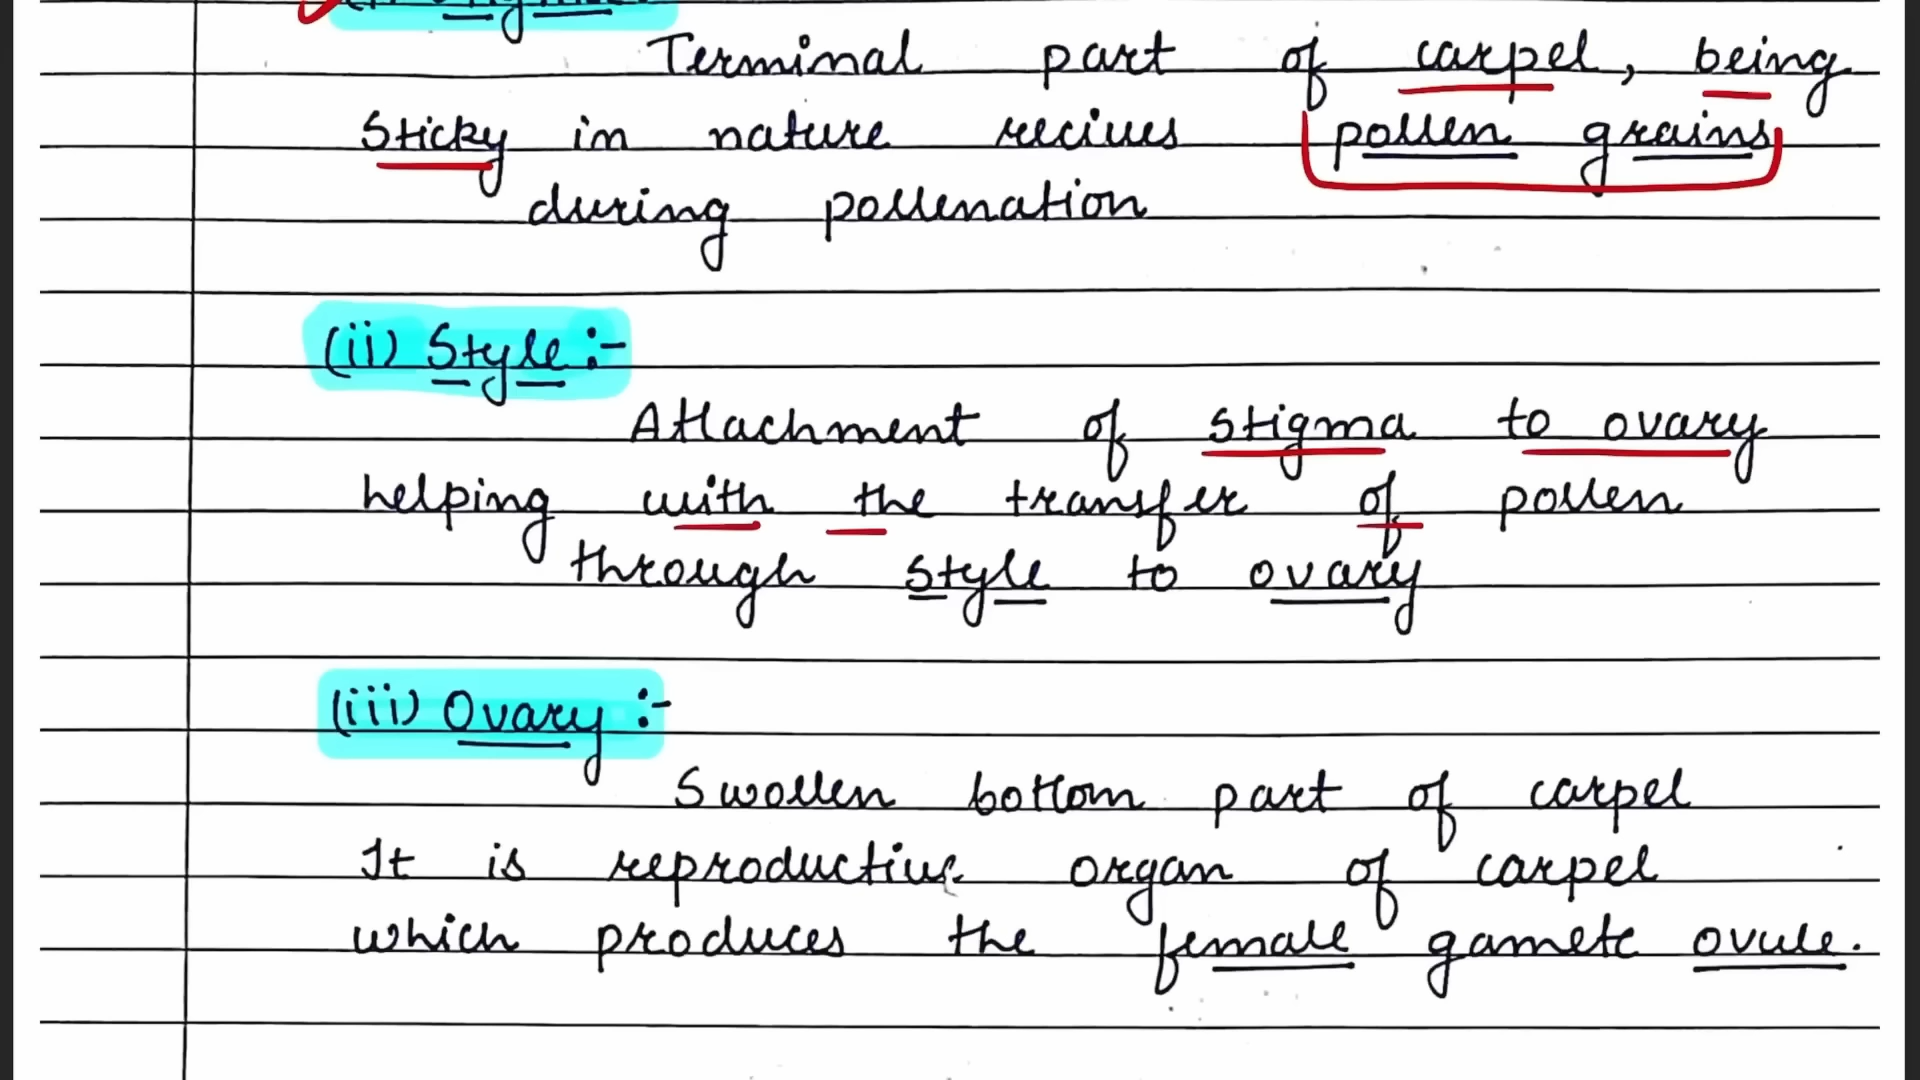 Terminal part of carpel, being
Sticky in nature recives pollen grains
during pollenation
(ii) Style :-
Attachment of stigma to ovary
helping with the transfer of pollen
through style to ovary
(iii) Ovary :-
Swollen bottom part of carpel
It is reproductive organ of carpel
which produces the female gamete ovule.